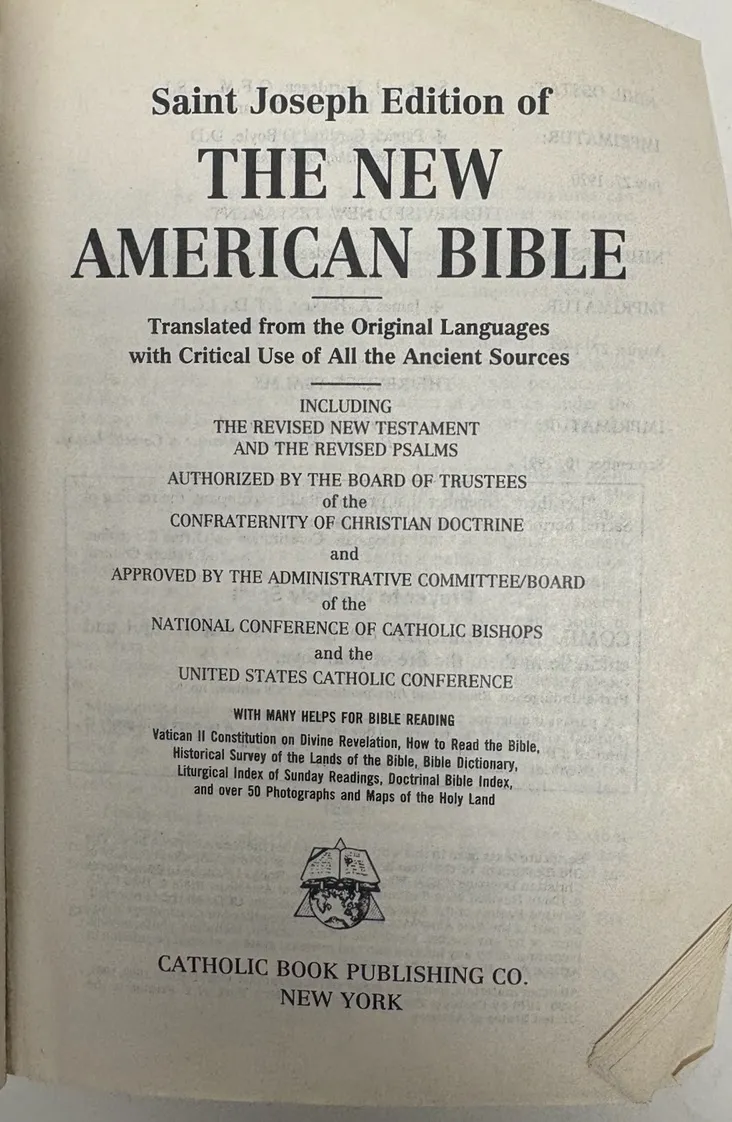 Saint Joseph Edition of
THE NEW
AMERICAN BIBLE
Translated from the Original Languages
with Critical Use of All the Ancient Sources
INCLUDING
THE REVISED NEW TESTAMENT
AND THE REVISED PSALMS
AUTHORIZED BY THE BOARD OF TRUSTEES
of the
CONFRATERNITY OF CHRISTIAN DOCTRINE
and
APPROVED BY THE ADMINISTRATIVE COMMITTEE/BOARD
of the
NATIONAL CONFERENCE OF CATHOLIC BISHOPS
and the
UNITED STATES CATHOLIC CONFERENCE
WITH MANY HELPS FOR BIBLE READING
Vatican II Constitution on Divine Revelation, How to Read the Bible,
Historical Survey of the Lands of the Bible, Bible Dictionary,
Liturgical Index of Sunday Readings, Doctrinal Bible Index,
and over 50 Photographs and Maps of the Holy Land
CATHOLIC BOOK PUBLISHING CO.
NEW YORK